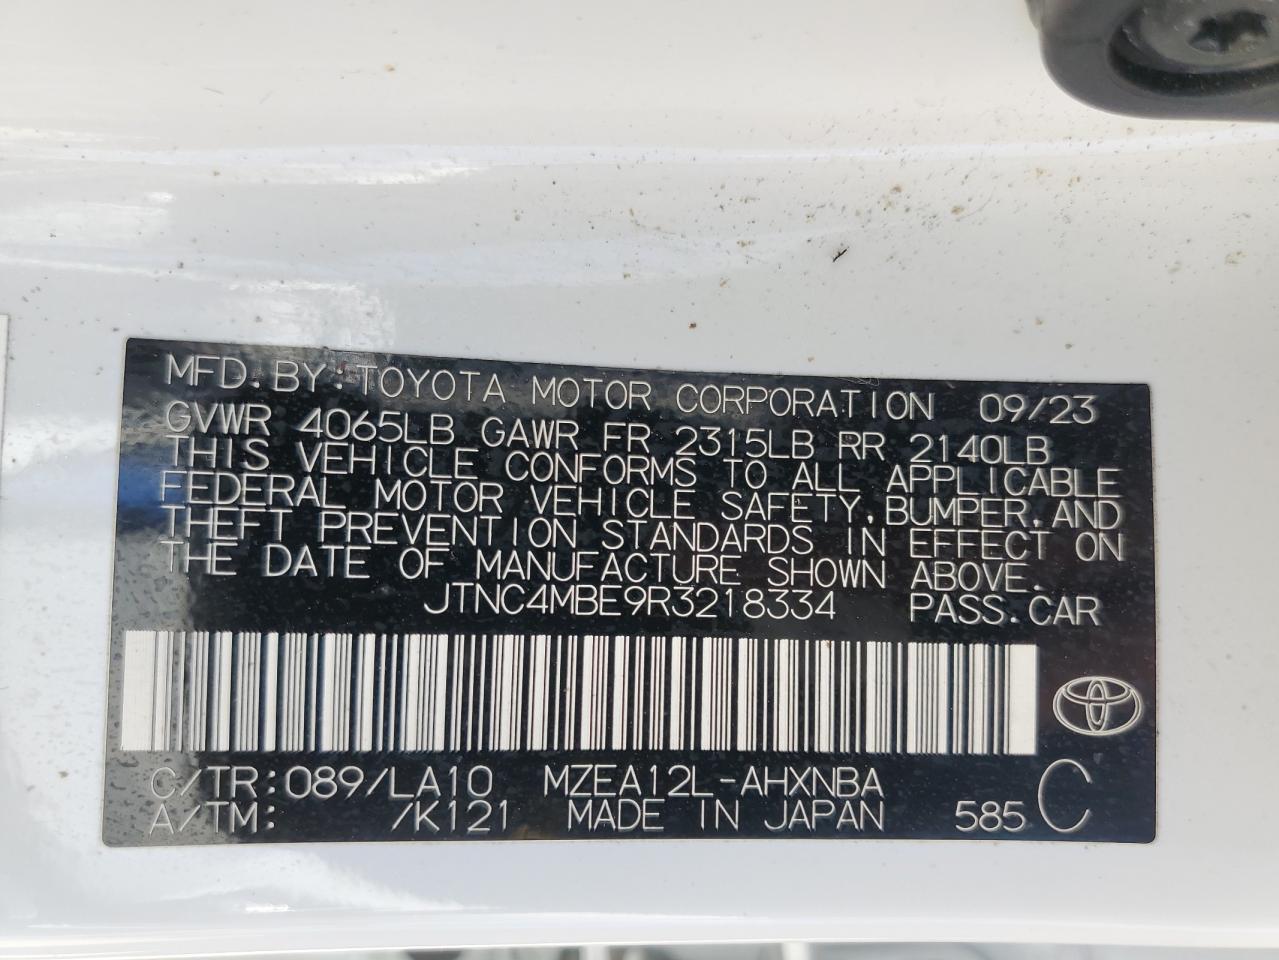 MFD. BY: TOYOTA MOTOR CORPORATION 09/23
GVWR 4065LB GAWR FR 2315LB RR 2140LB
THIS VEHICLE CONFORMS TO ALL APPLICABLE
FEDERAL MOTOR VEHICLE SAFETY, BUMPER, AND
THEFT PREVENTION STANDARDS IN EFFECT ON
THE DATE OF MANUFACTURE SHOWN ABOVE.
JTNC4MBE9R3218334 PASS. CAR
C/TR: 089/LA10 MZEA12L-AHXNBA
A/TM: /K121 MADE IN JAPAN 585 C